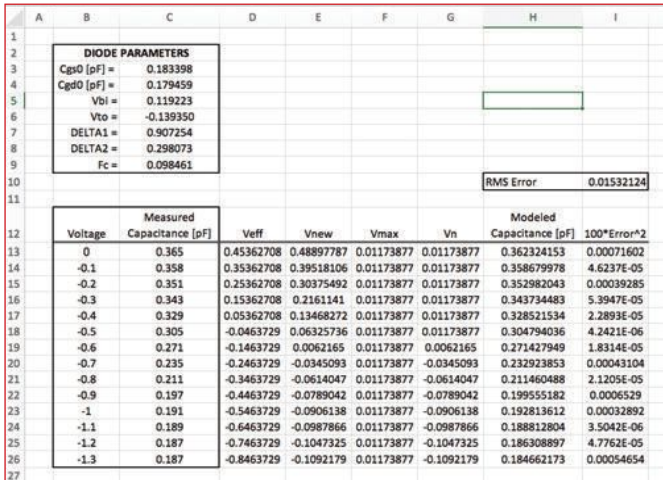 A B C D E F G H I
1
2 DIODE PARAMETERS
3 Cgs0 [pF] = 0.183398
4 Cgd0 [pF] = 0.179459
5 Vbi = 0.119223
6 Vto = -0.139350
7 DELTA1 = 0.907254
8 DELTA2 = 0.298073
9 Fc = 0.098461
10 RMS Error 0.01532124
11
Measured Modeled
12 Voltage Capacitance [pF] Veff Vnew Vmax Vn Capacitance [pF] 100*Error^2
13 0 0.365 0.45362708 0.48897787 0.01173877 0.01173877 0.362324153 0.00071602
14 -0.1 0.358 0.35362708 0.39518106 0.01173877 0.01173877 0.358679978 4.6237E-05
15 -0.2 0.351 0.25362708 0.30375492 0.01173877 0.01173877 0.352982043 0.00039285
16 -0.3 0.343 0.15362708 0.2161141 0.01173877 0.01173877 0.343734483 5.3947E-05
17 -0.4 0.329 0.05362708 0.13468272 0.01173877 0.01173877 0.328521534 2.2893E-05
18 -0.5 0.305 -0.0463729 0.06325736 0.01173877 0.01173877 0.304794036 4.2421E-06
19 -0.6 0.271 -0.1463729 0.0062165 0.01173877 0.0062165 0.271427949 1.8314E-05
20 -0.7 0.235 -0.2463729 -0.0345093 0.01173877 -0.0345093 0.232923853 0.00043104
21 -0.8 0.211 -0.3463729 -0.0614047 0.01173877 -0.0614047 0.211460488 2.1205E-05
22 -0.9 0.197 -0.4463729 -0.0789042 0.01173877 -0.0789042 0.199555182 0.0006529
23 -1 0.191 -0.5463729 -0.0906138 0.01173877 -0.0906138 0.192813612 0.00032892
24 -1.1 0.189 -0.6463729 -0.0987866 0.01173877 -0.0987866 0.188812804 3.5042E-06
25 -1.2 0.187 -0.7463729 -0.1047325 0.01173877 -0.1047325 0.186308897 4.7762E-05
26 -1.3 0.187 -0.8463729 -0.1092179 0.01173877 -0.1092179 0.184662173 0.00054654
27